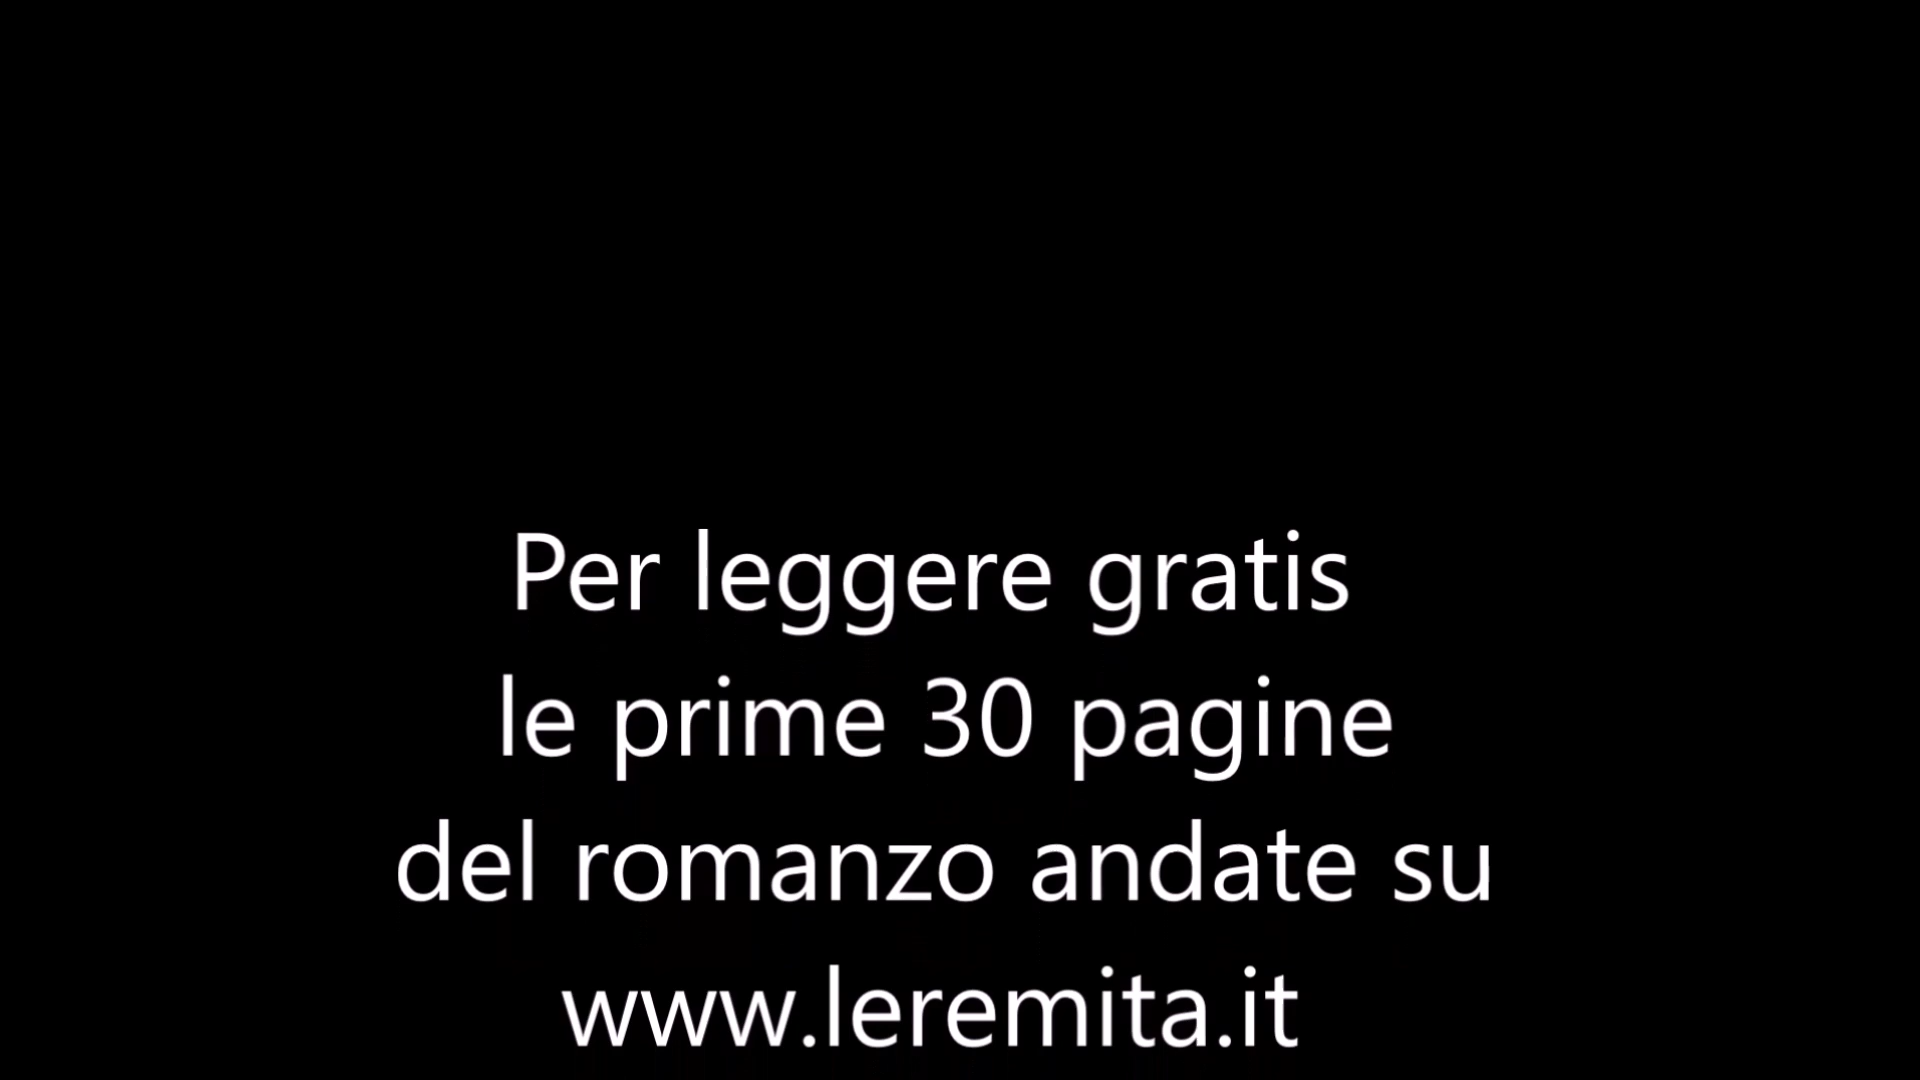 Per leggere gratis
le prime 30 pagine
del romanzo andate su
www.leremita.it